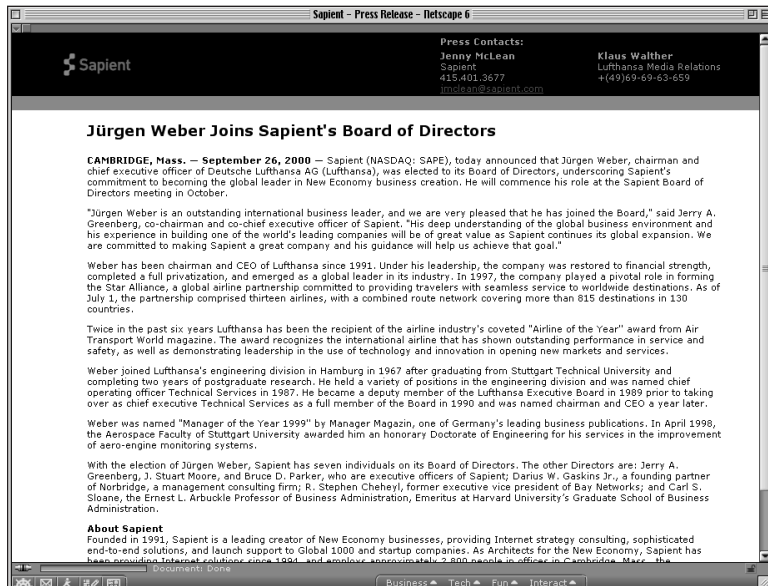 Sapient - Press Release - Netscape 6
Sapient
Press Contacts:
Jenny McLean
Sapient
415.401.3677
jmclean@sapient.com
Klaus Walther
Lufthansa Media Relations
+(49)69-69-63-659
Jürgen Weber Joins Sapient's Board of Directors
CAMBRIDGE, Mass. — September 26, 2000 — Sapient (NASDAQ: SAPE), today announced that Jürgen Weber, chairman and
chief executive officer of Deutsche Lufthansa AG (Lufthansa), was elected to its Board of Directors, underscoring Sapient's
commitment to becoming the global leader in New Economy business creation. He will commence his role at the Sapient Board of
Directors meeting in October.
"Jürgen Weber is an outstanding international business leader, and we are very pleased that he has joined the Board," said Jerry A.
Greenberg, co-chairman and co-chief executive officer of Sapient. "His deep understanding of the global business environment and
his experience in building one of the world's leading companies will be of great value as Sapient continues its global expansion. We
are committed to making Sapient a great company and his guidance will help us achieve that goal."
Weber has been chairman and CEO of Lufthansa since 1991. Under his leadership, the company was restored to financial strength,
completed a full privatization, and emerged as a global leader in its industry. In 1997, the company played a pivotal role in forming
the Star Alliance, a global airline partnership committed to providing travelers with seamless service to worldwide destinations. As of
July 1, the partnership comprised thirteen airlines, with a combined route network covering more than 815 destinations in 130
countries.
Twice in the past six years Lufthansa has been the recipient of the airline industry's coveted "Airline of the Year" award from Air
Transport World magazine. The award recognizes the international airline that has shown outstanding performance in service and
safety, as well as demonstrating leadership in the use of technology and innovation in opening new markets and services.
Weber joined Lufthansa's engineering division in Hamburg in 1967 after graduating from Stuttgart Technical University and
completing two years of postgraduate research. He held a variety of positions in the engineering division and was named chief
operating officer Technical Services in 1987. He became a deputy member of the Lufthansa Executive Board in 1989 prior to taking
over as chief executive Technical Services as a full member of the Board in 1990 and was named chairman and CEO a year later.
Weber was named "Manager of the Year 1999" by Manager Magazin, one of Germany's leading business publications. In April 1998,
the Aerospace Faculty of Stuttgart University awarded him an honorary Doctorate of Engineering for his services in the improvement
of aero-engine monitoring systems.
With the election of Jürgen Weber, Sapient has seven individuals on its Board of Directors. The other Directors are: Jerry A.
Greenberg, J. Stuart Moore, and Bruce D. Parker, who are executive officers of Sapient; Darius W. Gaskins Jr., a founding partner
of Norbridge, a management consulting firm; R. Stephen Cheheyl, former executive vice president of Bay Networks; and Carl S.
Sloane, the Ernest L. Arbuckle Professor of Business Administration, Emeritus at Harvard University's Graduate School of Business
Administration.
About Sapient
Founded in 1991, Sapient is a leading creator of New Economy businesses, providing Internet strategy consulting, sophisticated
end-to-end solutions, and launch support to Global 1000 and startup companies. As Architects for the New Economy, Sapient has
been providing Internet solutions since 1994, and employs approximately 2,800 people in offices in Cambridge, Mass., the
Document: Done
Business Tech Fun Interact